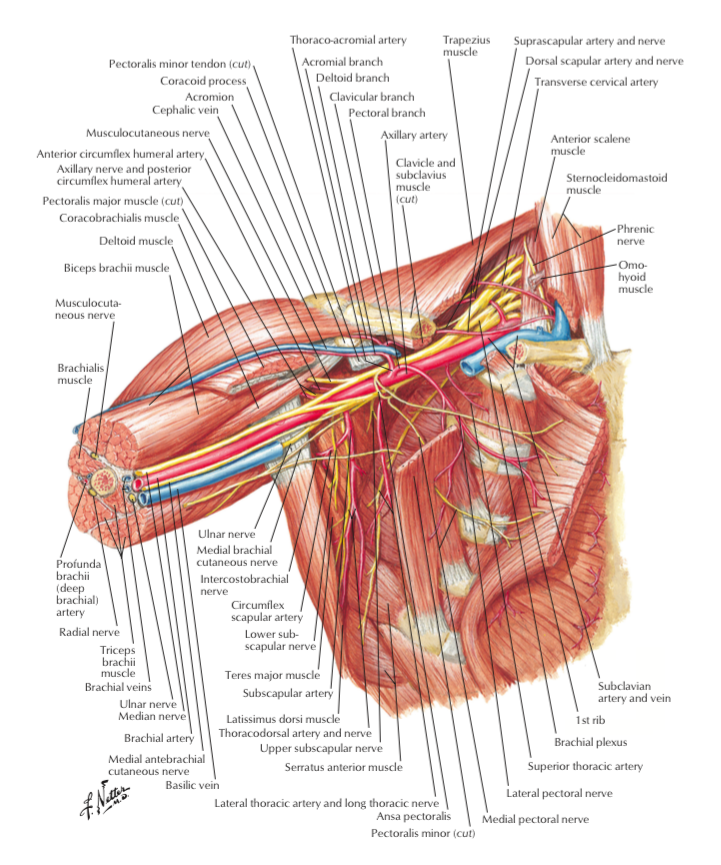 Thoraco-acromial artery
Trapezius
muscle
Suprascapular artery and nerve
Dorsal scapular artery and nerve
Transverse cervical artery
Pectoralis minor tendon (cut)
Coracoid process
Acromion
Cephalic vein
Musculocutaneous nerve
Anterior circumflex humeral artery
Axillary nerve and posterior
circumflex humeral artery
Pectoralis major muscle (cut)
Coracobrachialis muscle
Deltoid muscle
Biceps brachii muscle
Musculocuta-
neous nerve
Brachialis
muscle
Acromial branch
Deltoid branch
Clavicular branch
Pectoral branch
Axillary artery
Clavicle and
subclavius
muscle
(cut)
Anterior scalene
muscle
Sternocleidomastoid
muscle
Phrenic
nerve
Omo-
hyoid
muscle
Profunda
brachii
(deep
brachial)
artery
Radial nerve
Triceps
brachii
muscle
Brachial veins
Ulnar nerve
Median nerve
Brachial artery
Medial antebrachial
cutaneous nerve
Basilic vein
Ulnar nerve
Medial brachial
cutaneous nerve
Intercostobrachial
nerve
Circumflex
scapular artery
Lower sub-
scapular nerve
Teres major muscle
Subscapular artery
Latissimus dorsi muscle
Thoracodorsal artery and nerve
Upper subscapular nerve
Serratus anterior muscle
Lateral thoracic artery and long thoracic nerve
Ansa pectoralis
Pectoralis minor (cut)
Medial pectoral nerve
Lateral pectoral nerve
Superior thoracic artery
Brachial plexus
1st rib
Subclavian
artery and vein
F. Netter
M.D.